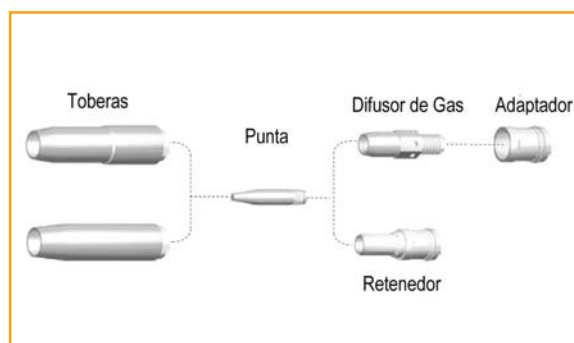 Toberas
Punta
Difusor de Gas
Adaptador
Retenedor